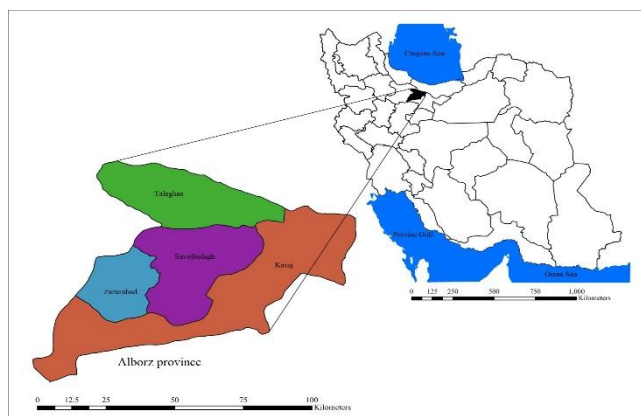 Caspian Sea
Taleghan
Savojbolagh
Karaj
Persian Gulf
Nazarabad
Oman Sea
0 125 250 500 750 1,000
Kilometers
Alborz province
0 12.5 25 50 75 100
Kilometers